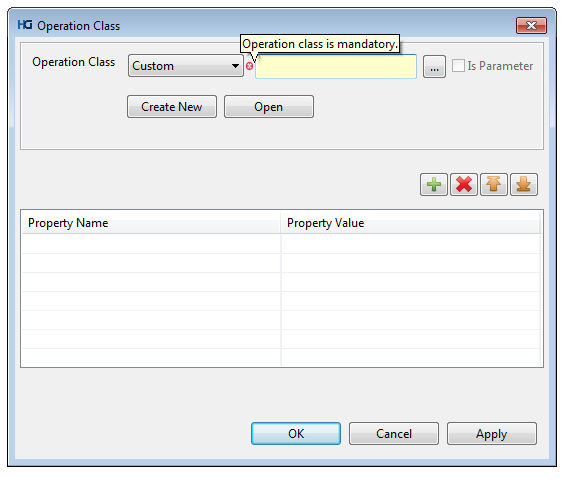 HG Operation Class
Operation class is mandatory.
Operation Class Custom ... Is Parameter
Create New Open
Property Name Property Value
OK Cancel Apply